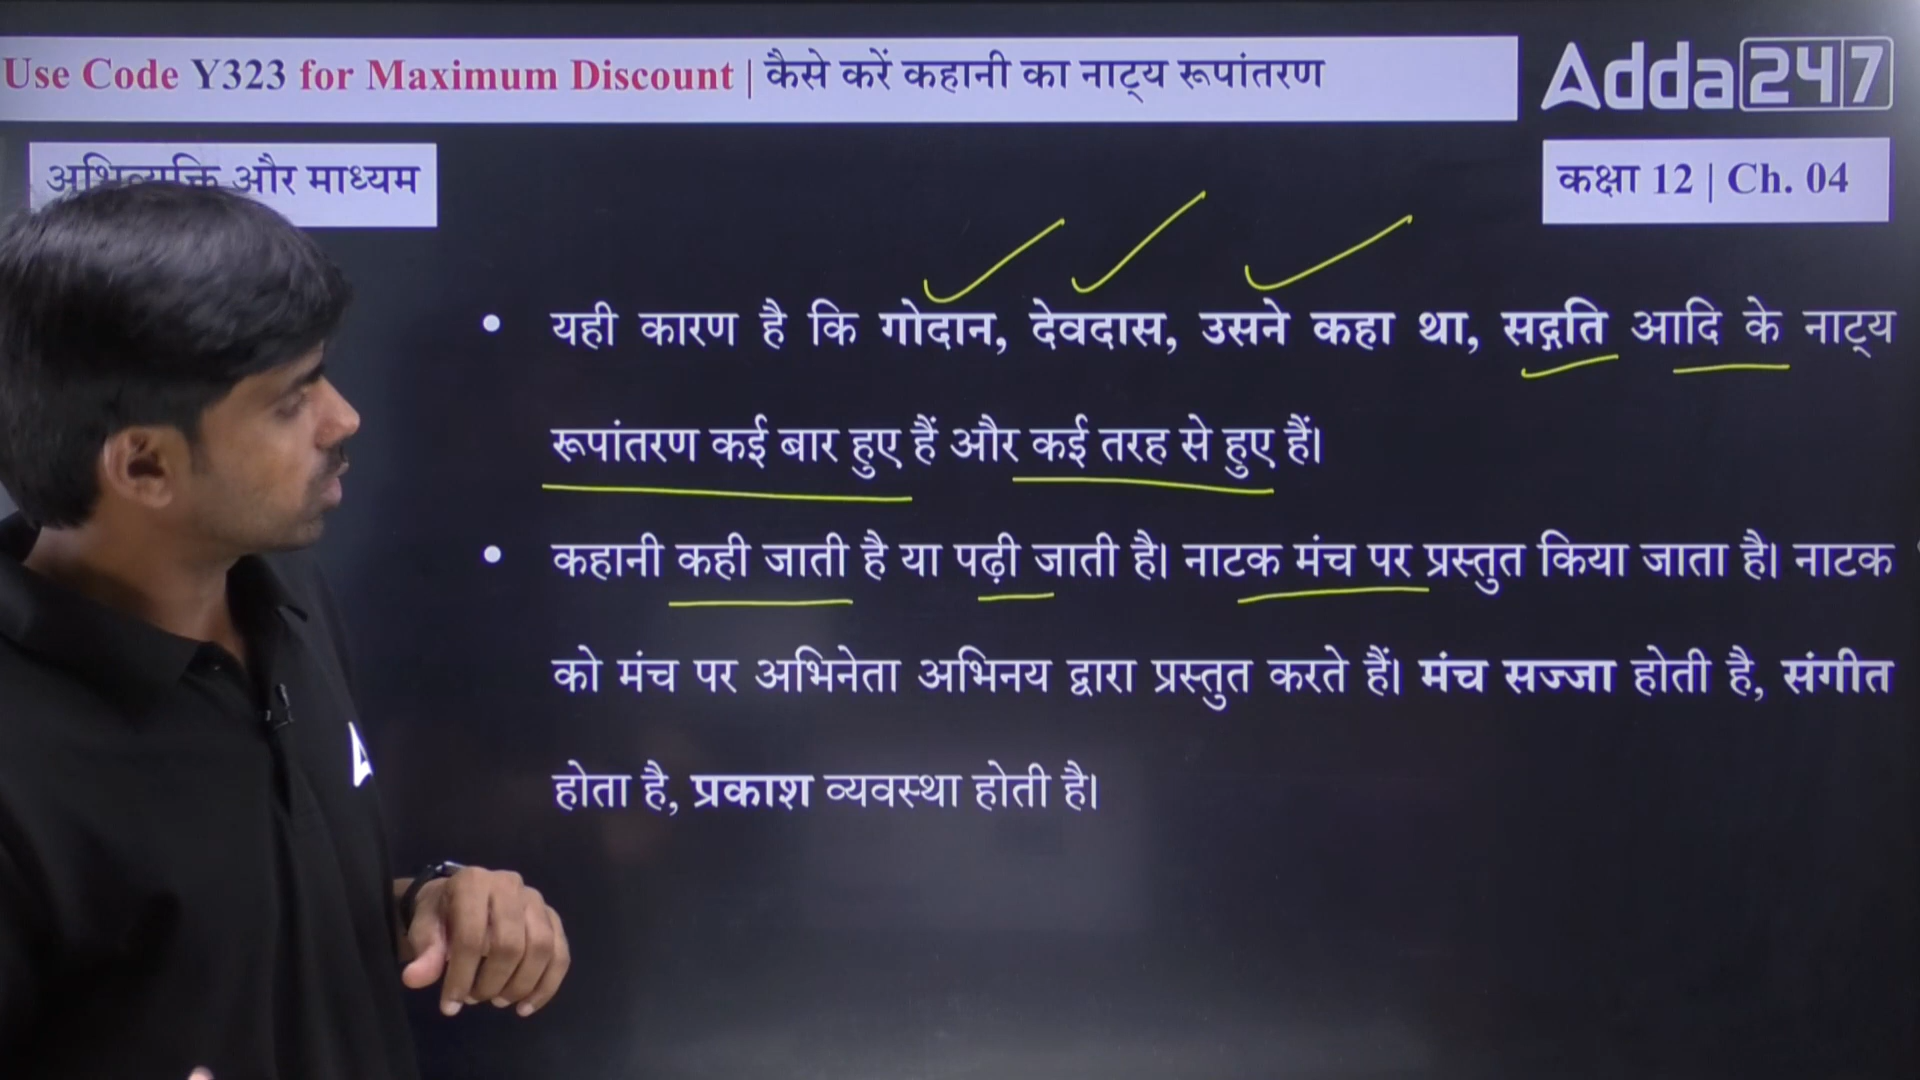 Use Code Y323 for Maximum Discount | कैसे करें कहानी का नाट्य रूपांतरण
Adda247
अभिव्यक्ति और माध्यम
कक्षा 12 | Ch. 04
• यही कारण है कि गोदान, देवदास, उसने कहा था, सद्गति आदि के नाट्य
रूपांतरण कई बार हुए हैं और कई तरह से हुए हैं।
• कहानी कही जाती है या पढ़ी जाती है। नाटक मंच पर प्रस्तुत किया जाता है। नाटक
को मंच पर अभिनेता अभिनय द्वारा प्रस्तुत करते हैं। मंच सज्जा होती है, संगीत
होता है, प्रकाश व्यवस्था होती है।